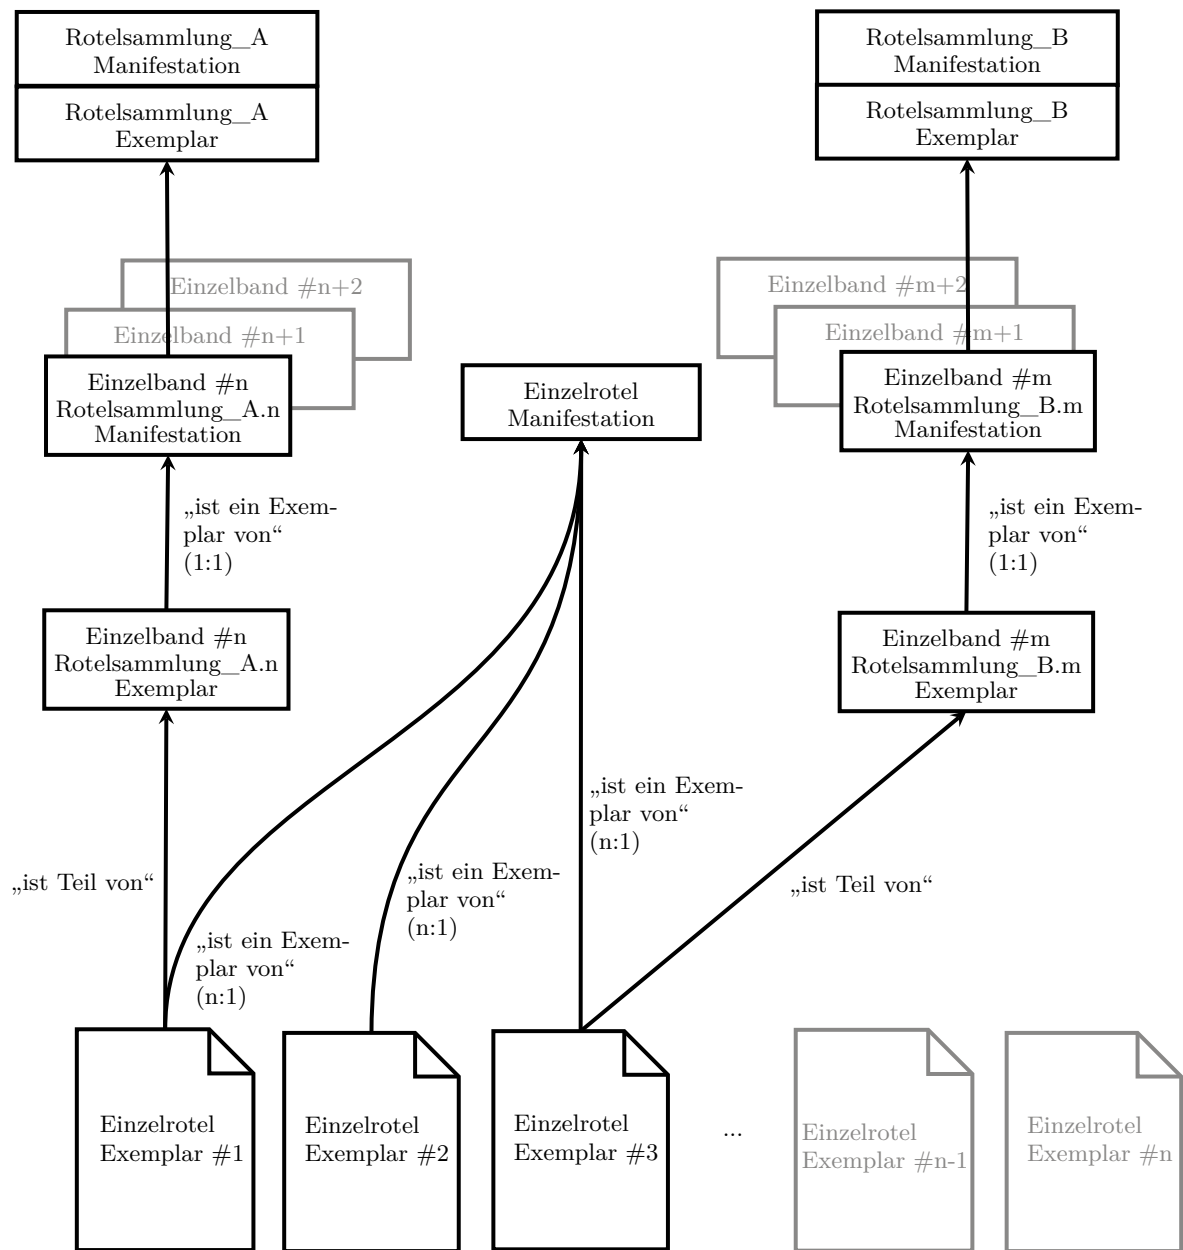 Rotelsammlung_A
Manifestation
Rotelsammlung_A
Exemplar
Rotelsammlung_B
Manifestation
Rotelsammlung_B
Exemplar
Einzelband #n+2
Einzelband #n+1
Einzelband #n
Rotelsammlung_A.n
Manifestation
Einzelrotel
Manifestation
Einzelband #m+2
Einzelband #m+1
Einzelband #m
Rotelsammlung_B.m
Manifestation
„ist ein Exem-
plar von“
(1:1)
„ist ein Exem-
plar von“
(1:1)
Einzelband #n
Rotelsammlung_A.n
Exemplar
Einzelband #m
Rotelsammlung_B.m
Exemplar
„ist ein Exem-
plar von“
(n:1)
„ist Teil von“
„ist ein Exem-
plar von“
(n:1)
„ist Teil von“
„ist ein Exem-
plar von“
(n:1)
Einzelrotel
Exemplar #1
Einzelrotel
Exemplar #2
Einzelrotel
Exemplar #3
...
Einzelrotel
Exemplar #n-1
Einzelrotel
Exemplar #n